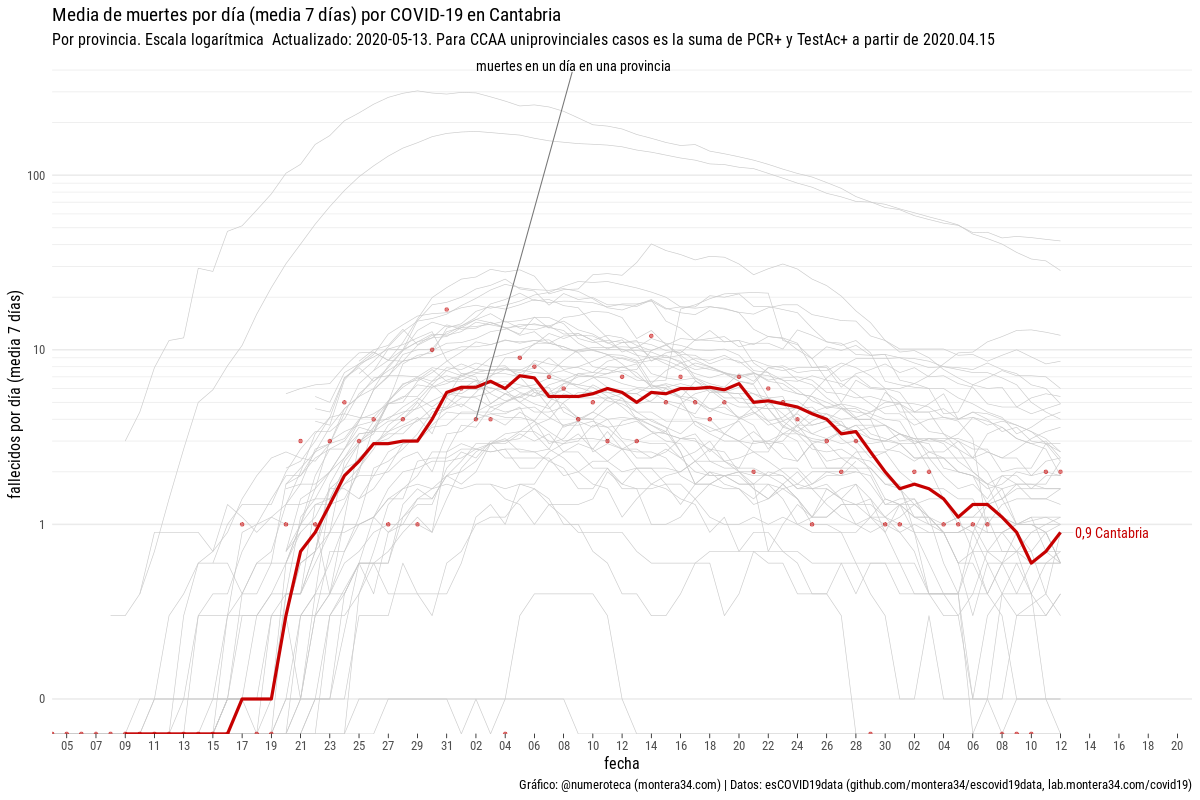 Media de muertes por día (media 7 días) por COVID-19 en Cantabria
Por provincia. Escala logarítmica  Actualizado: 2020-05-13. Para CCAA uniprovinciales casos es la suma de PCR+ y TestAc+ a partir de 2020.04.15
muertes en un día en una provincia
fallecidos por día (media  7 días)
100
10
1
0
0,9 Cantabria
05 07 09 11 13 15 17 19 21 23 25 27 29 31 02 04 06 08 10 12 14 16 18 20 22 24 26 28 30 02 04 06 08 10 12 14 16 18 20
fecha
Gráfico: @numeroteca (montera34.com) | Datos: esCOVID19data (github.com/montera34/escovid19data, lab.montera34.com/covid19)